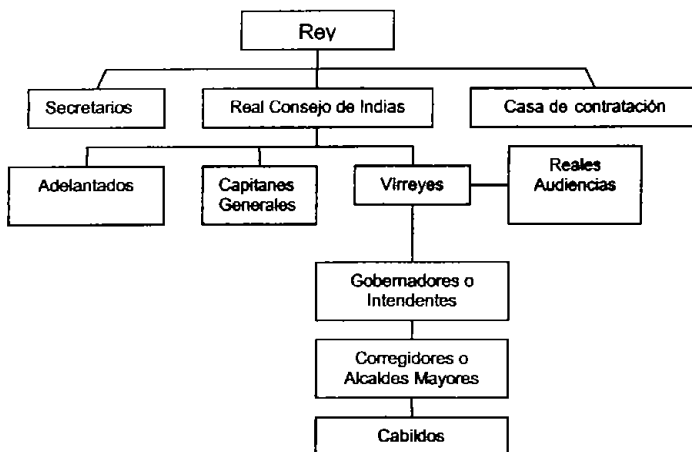 Rey
Secretarios
Real Consejo de Indias
Casa de contratación
Adelantados
Capitanes
Generales
Virreyes
Reales
Audiencias
Gobernadores o
Intendentes
Corregidores o
Alcaldes Mayores
Cabildos